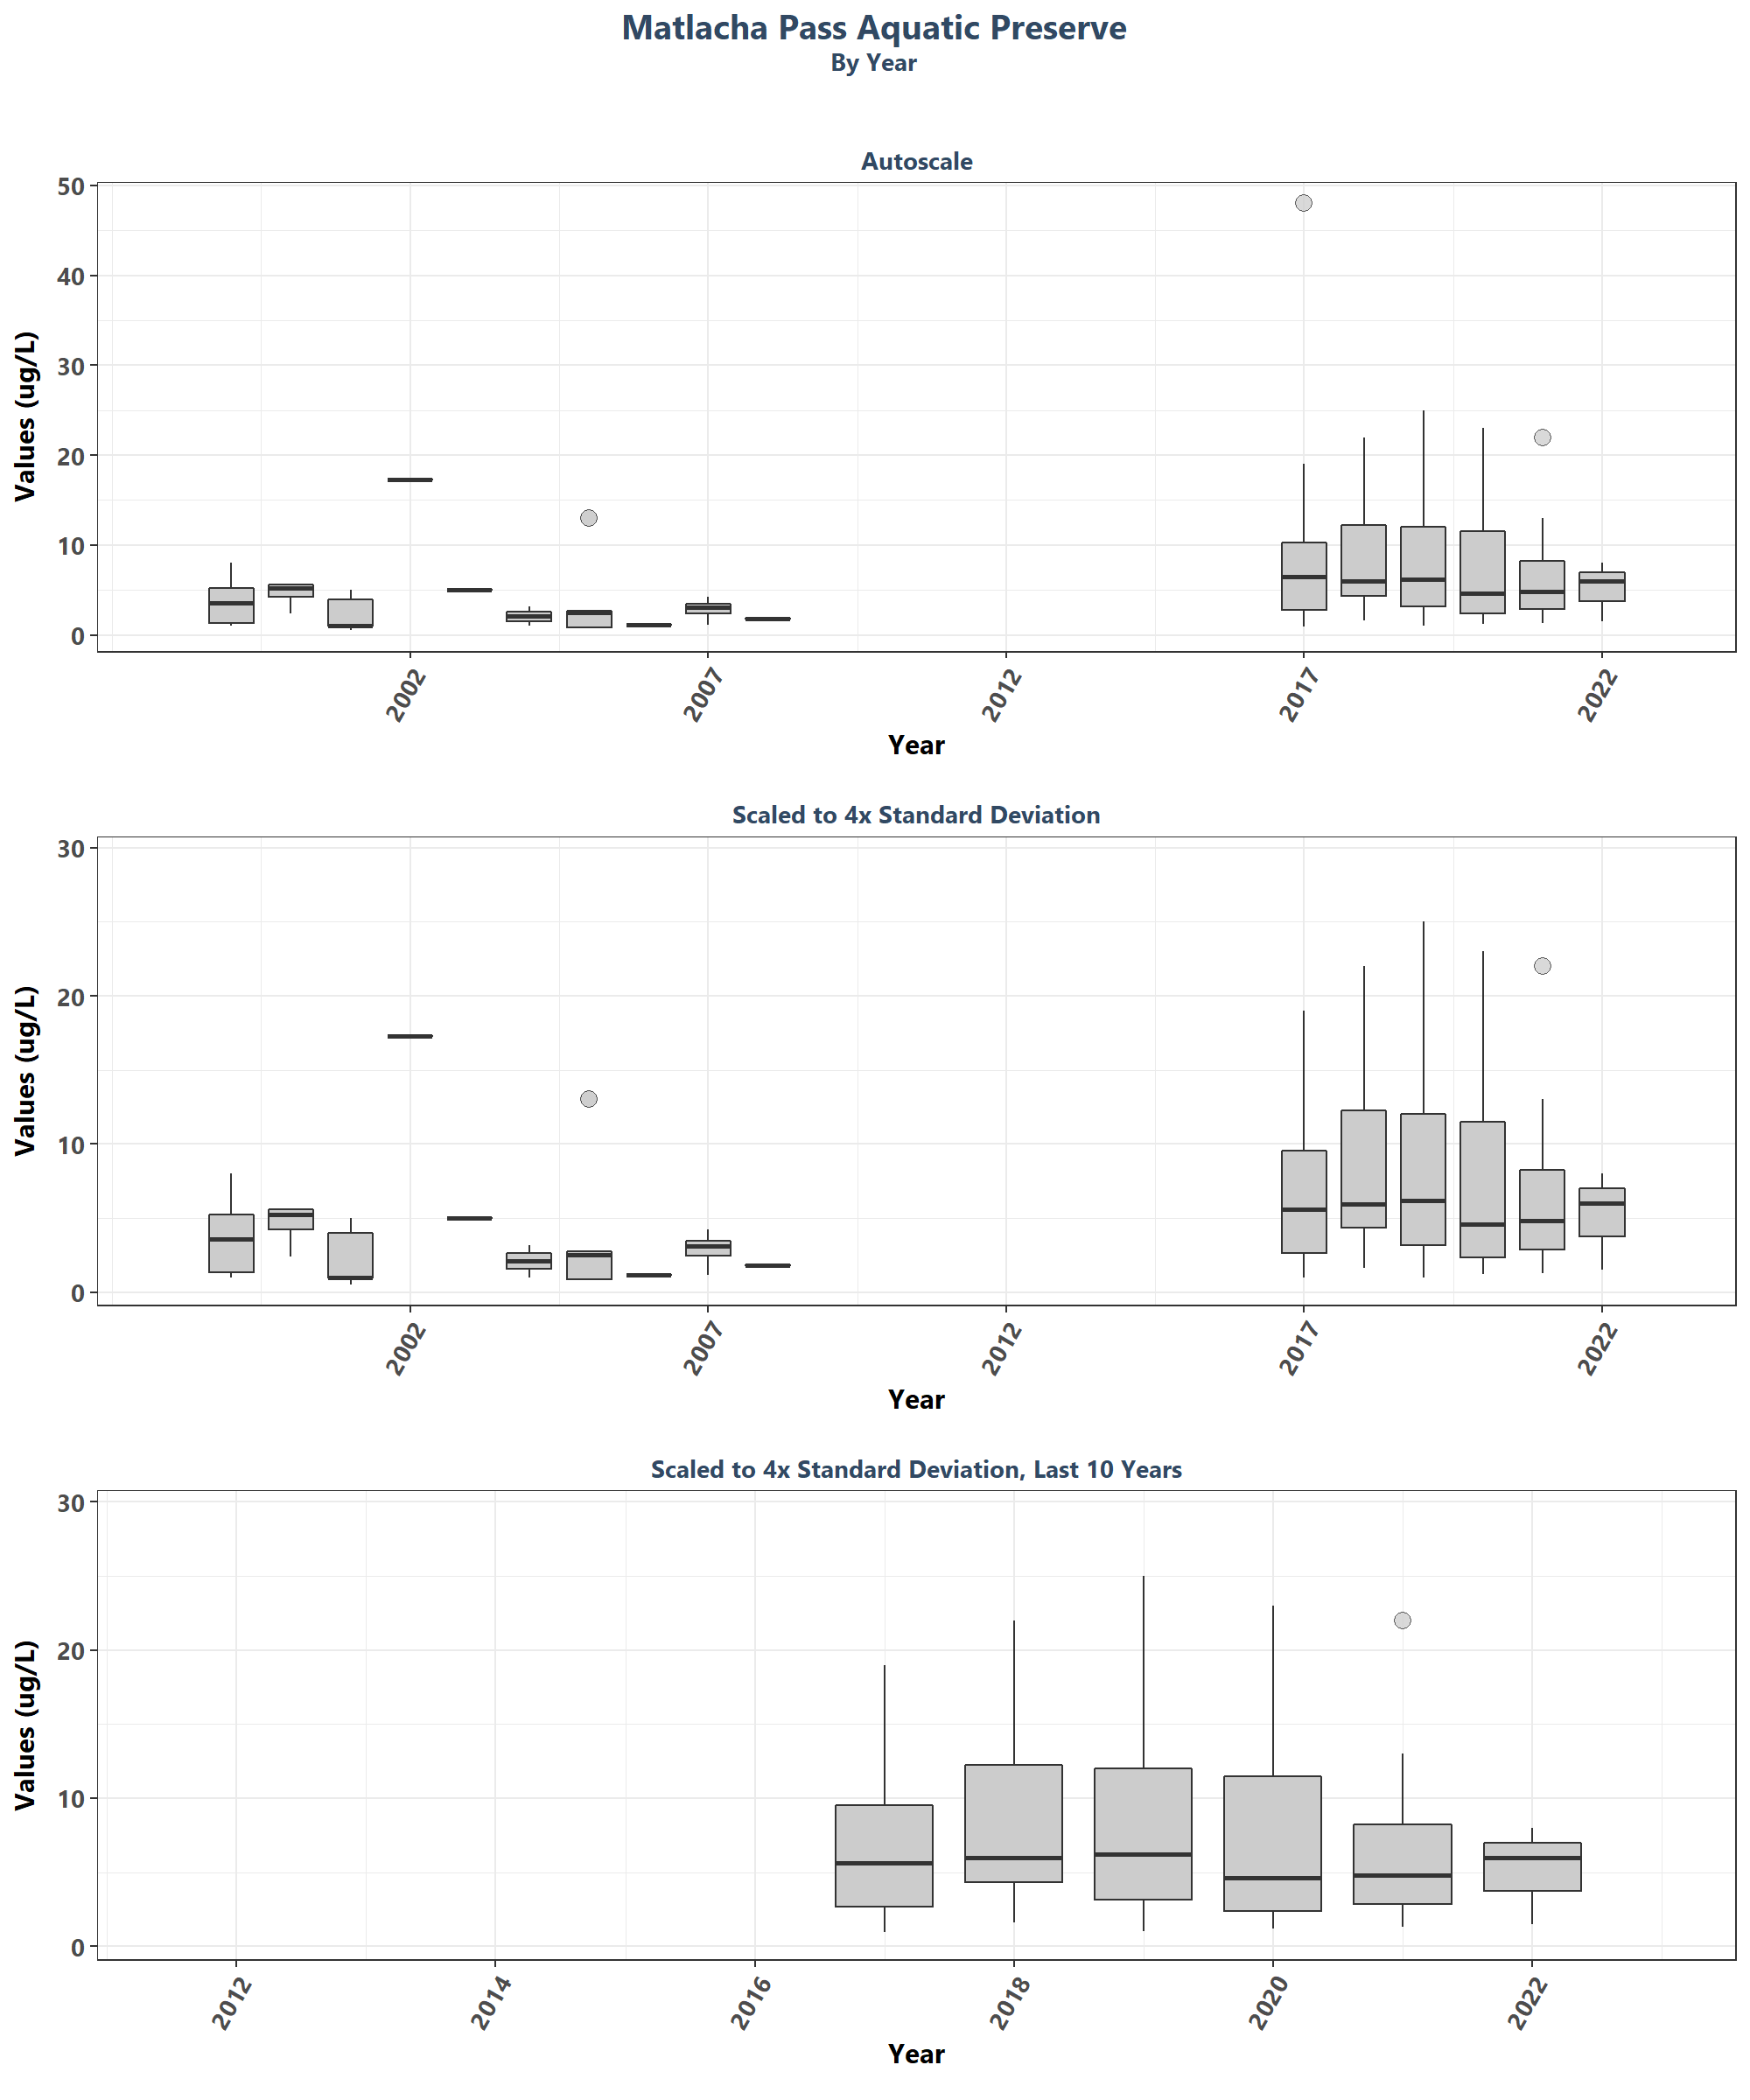 Matlacha Pass Aquatic Preserve
By Year
Autoscale
Values (ug/L)
50
40
30
20
10
0
2002
2007
2012
2017
2022
Year
Scaled to 4x Standard Deviation
Values (ug/L)
30
20
10
0
2002
2007
2012
2017
2022
Year
Scaled to 4x Standard Deviation, Last 10 Years
Values (ug/L)
30
20
10
0
2012
2014
2016
2018
2020
2022
Year